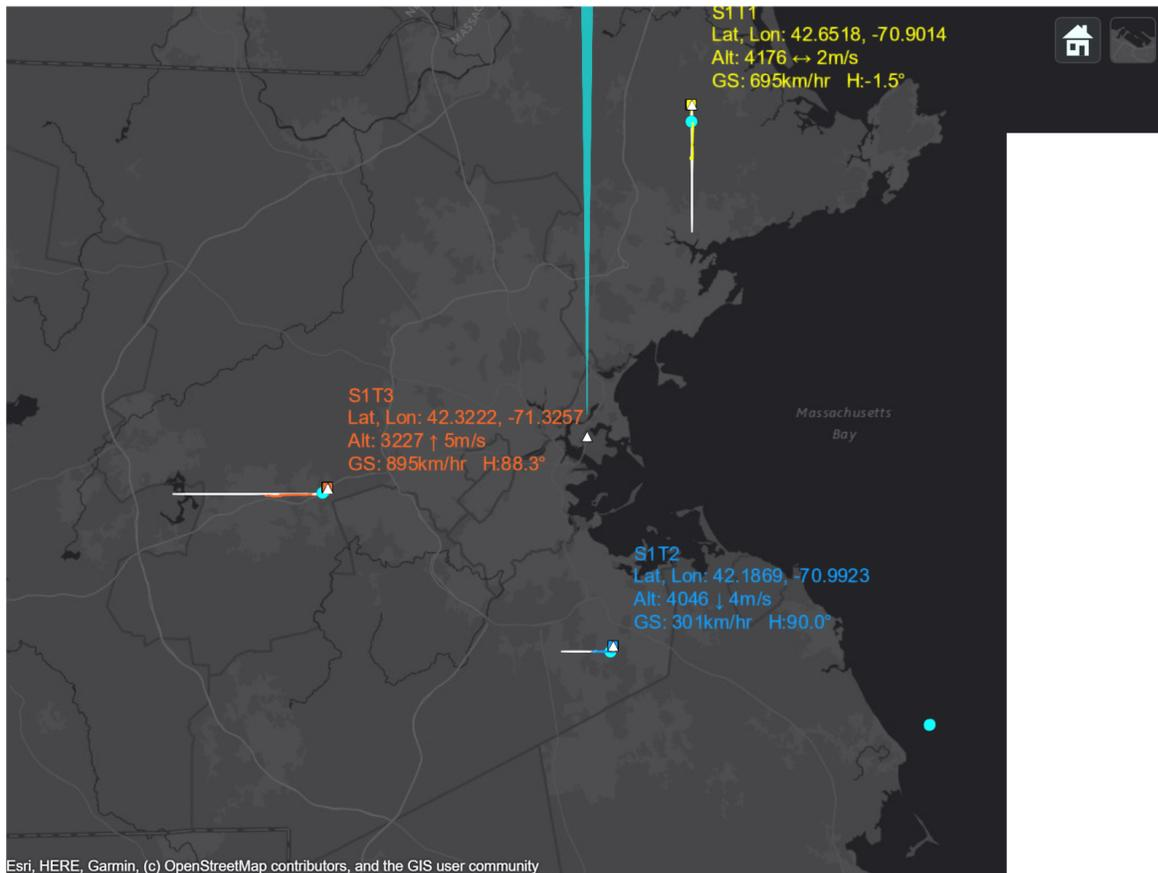 S1T1
Lat, Lon: 42.6518, -70.9014
Alt: 4176 ↔ 2m/s
GS: 695km/hr H:-1.5°
MASSAC
S1T3
Lat, Lon: 42.3222, -71.3257
Alt: 3227 ↑ 5m/s
GS: 895km/hr H:88.3°
Massachusetts
Bay
S1T2
Lat, Lon: 42.1869, -70.9923
Alt: 4046 ↓ 4m/s
GS: 301km/hr H:90.0°
Esri, HERE, Garmin, (c) OpenStreetMap contributors, and the GIS user community